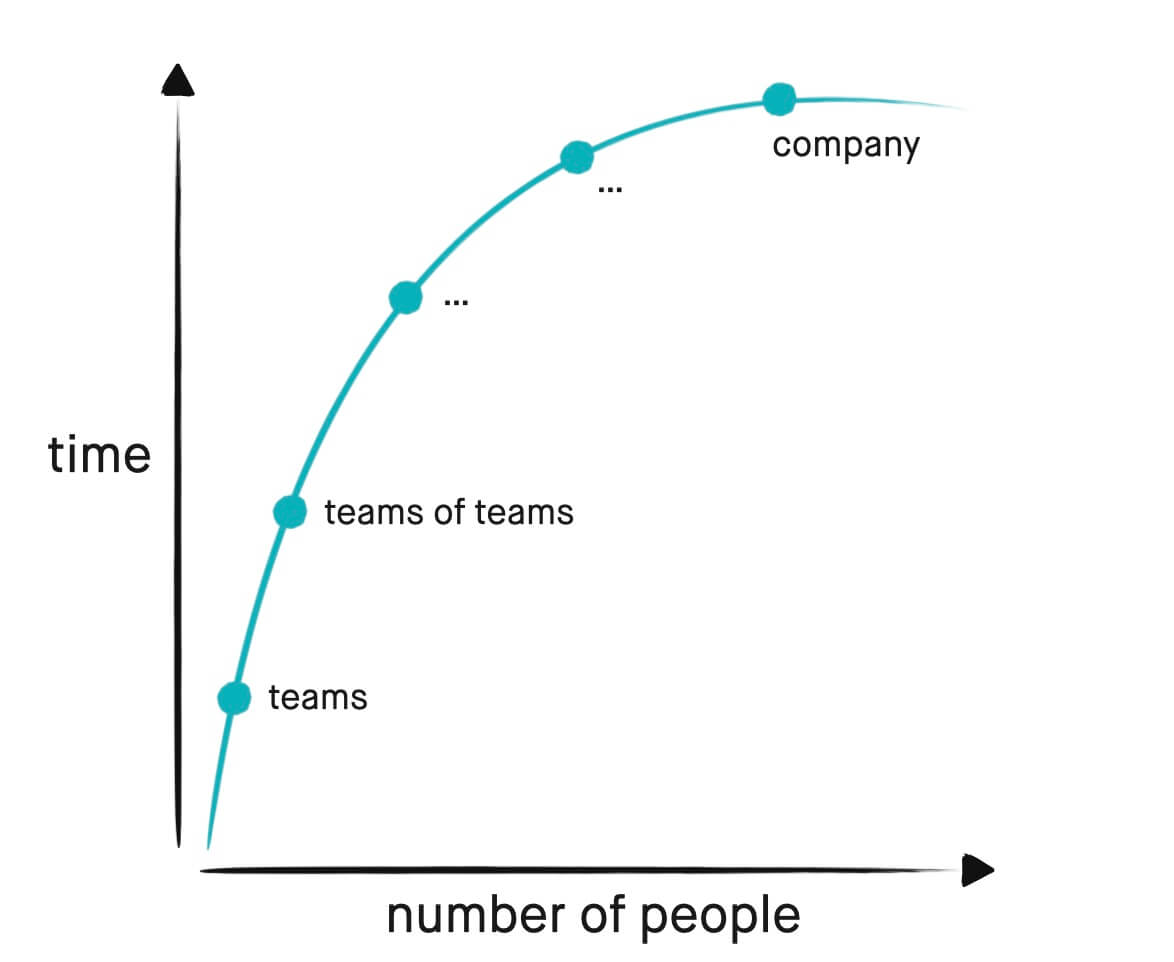 company
...
...
time
teams of teams
teams
number of people